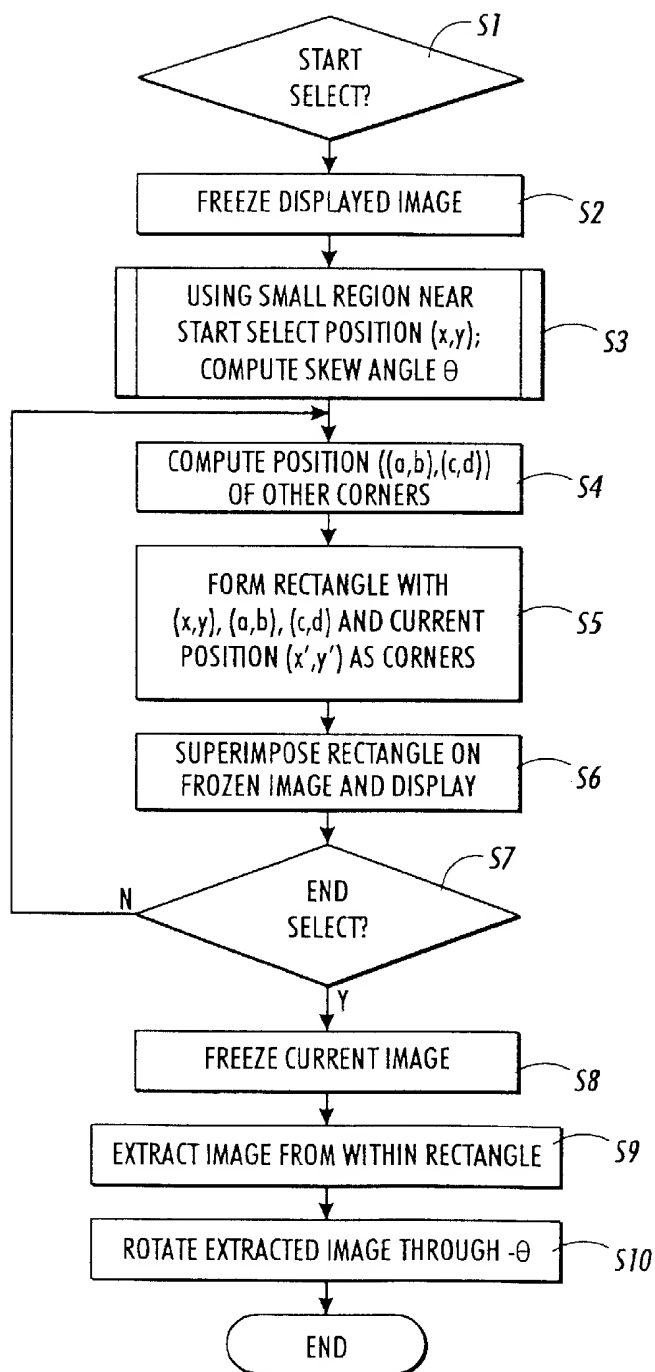 S1
START
SELECT?
FREEZE DISPLAYED IMAGE
S2
USING SMALL REGION NEAR
START SELECT POSITION (x,y);
COMPUTE SKEW ANGLE θ
S3
COMPUTE POSITION ((a,b),(c,d))
OF OTHER CORNERS
S4
FORM RECTANGLE WITH
(x,y), (a,b), (c,d) AND CURRENT
POSITION (x',y') AS CORNERS
S5
SUPERIMPOSE RECTANGLE ON
FROZEN IMAGE AND DISPLAY
S6
S7
N
END
SELECT?
Y
FREEZE CURRENT IMAGE
S8
EXTRACT IMAGE FROM WITHIN RECTANGLE
S9
ROTATE EXTRACTED IMAGE THROUGH -θ
S10
END